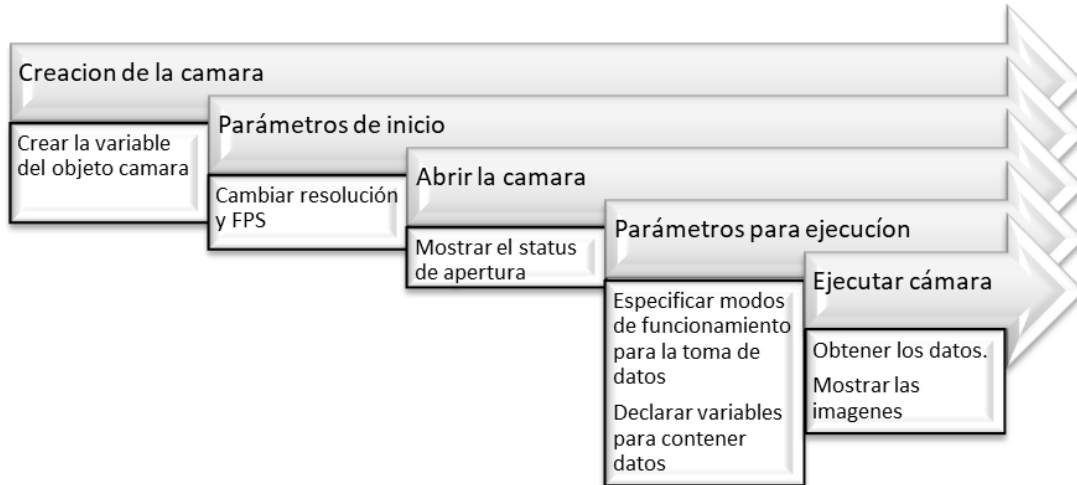 Creacion de la camara
Crear la variable
del objeto camara
Parámetros de inicio
Cambiar resolución
y FPS
Abrir la camara
Mostrar el status
de apertura
Parámetros para ejecucíon
Especificar modos
de funcionamiento
para la toma de
datos
Declarar variables
para contener
datos
Ejecutar cámara
Obtener los datos.
Mostrar las
imagenes